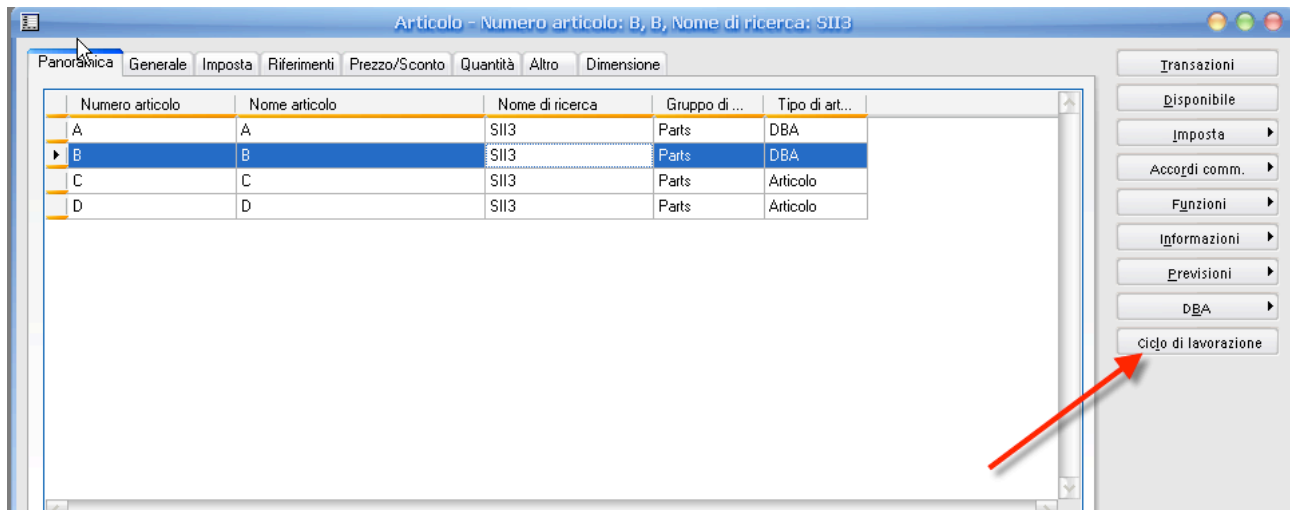 Articolo - Numero articolo: B, B, Nome di ricerca: SII3
Panoramica Generale Imposta Riferimenti Prezzo/Sconto Quantità Altro Dimensione
Numero articolo Nome articolo Nome di ricerca Gruppo di ... Tipo di art...
A A SII3 Parts DBA
B B SII3 Parts DBA
C C SII3 Parts Articolo
D D SII3 Parts Articolo
Transazioni
Disponibile
Imposta
Accordi comm.
Funzioni
Informazioni
Previsioni
DBA
Ciclo di lavorazione